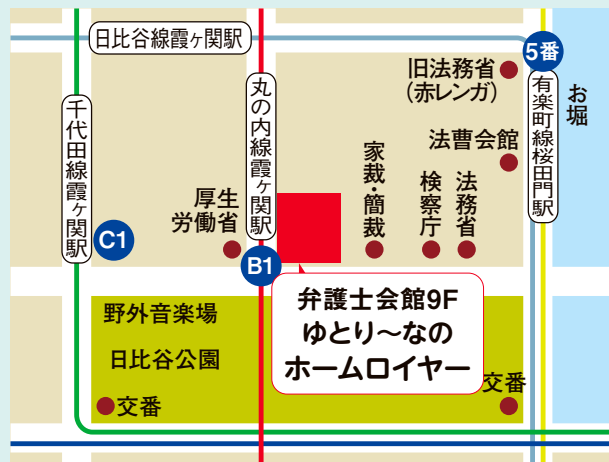 日比谷線霞ヶ関駅
5番
旧法務省
(赤レンガ)
お堀
千代田線霞ヶ関駅
丸の内線霞ヶ関駅
有楽町線桜田門駅
法曹会館
家裁・簡裁
検察庁
法務省
厚生
労働省
C1
B1
弁護士会館9F
ゆとり～なの
ホームロイヤー
野外音楽場
日比谷公園
交番
交番